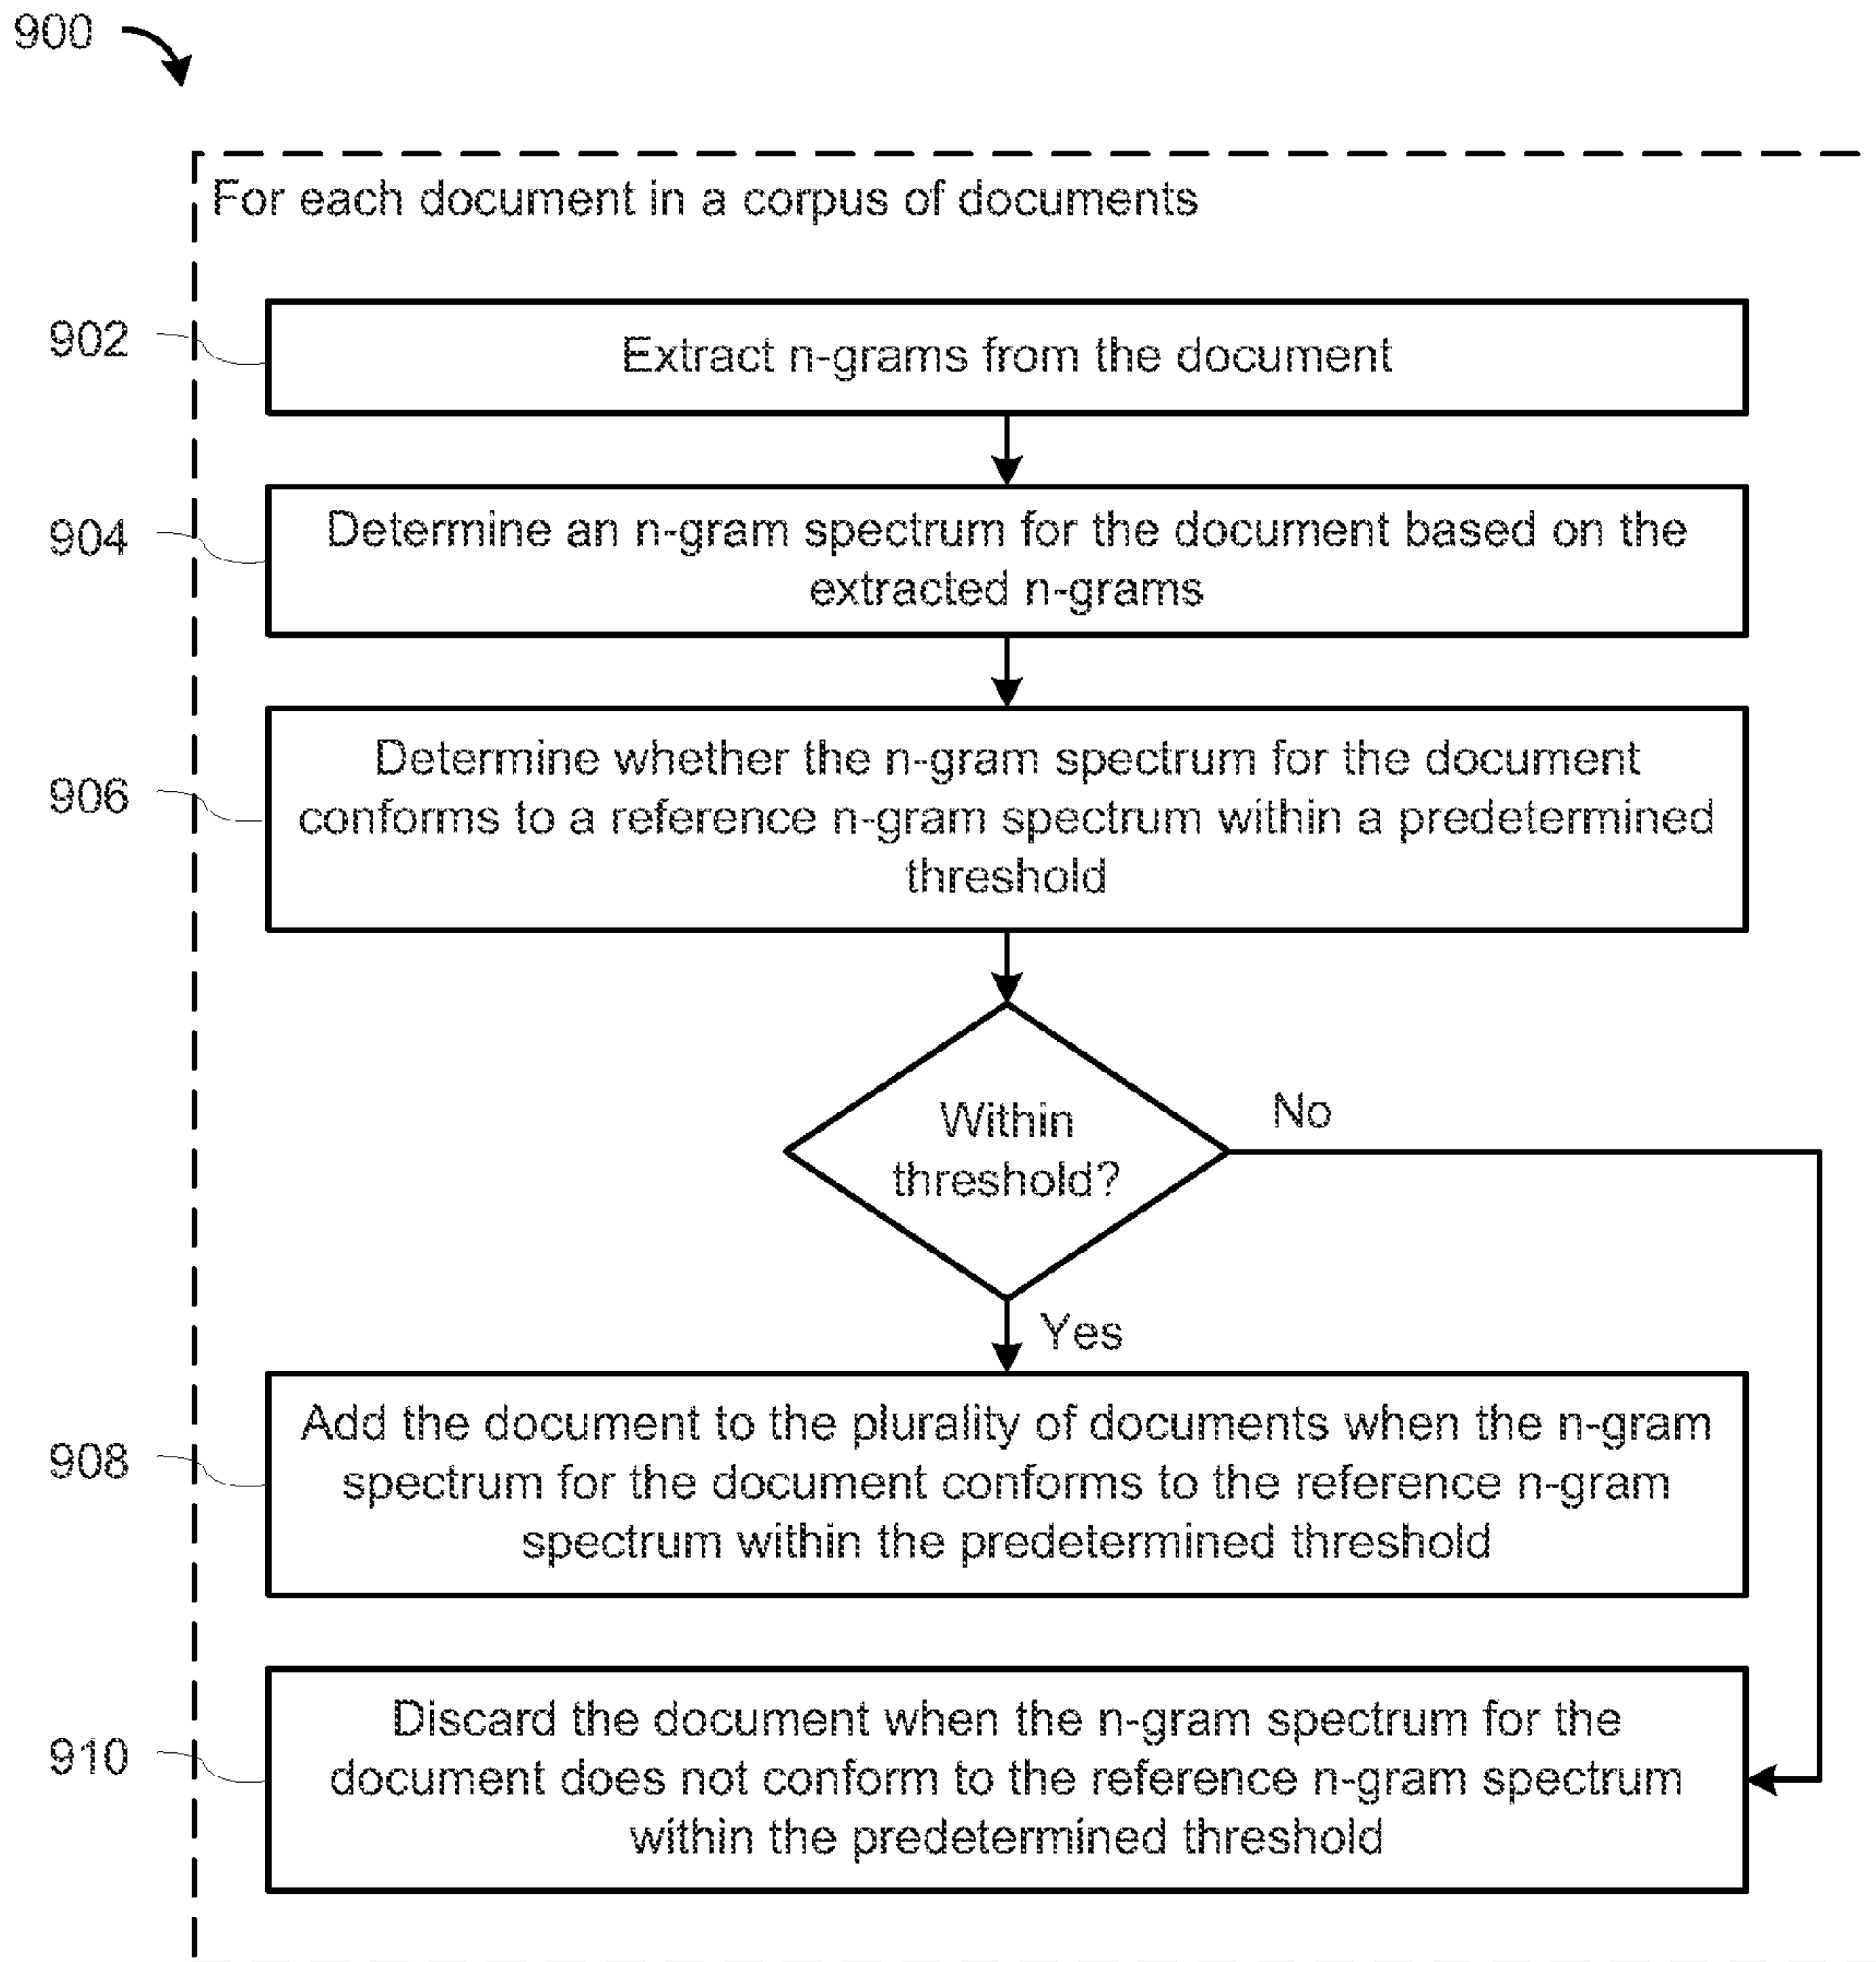 900
For each document in a corpus of documents
902
Extract n-grams from the document
904
Determine an n-gram spectrum for the document based on the
extracted n-grams
906
Determine whether the n-gram spectrum for the document
conforms to a reference n-gram spectrum within a predetermined
threshold
Within
threshold?
No
Yes
908
Add the document to the plurality of documents when the n-gram
spectrum for the document conforms to the reference n-gram
spectrum within the predetermined threshold
910
Discard the document when the n-gram spectrum for the
document does not conform to the reference n-gram spectrum
within the predetermined threshold